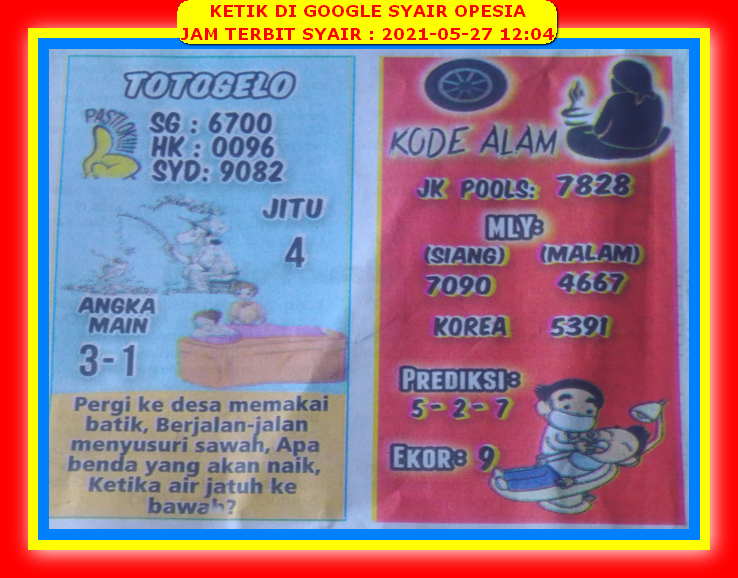 KETIK DI GOOGLE SYAIR OPESIA
JAM TERBIT SYAIR : 2021-05-27 12:04
TOTOGELO
PASTI OK!!!!
SG : 6700
HK : 0096
SYD: 9082
JITU
4
ANGKA
MAIN
3-1
Pergi ke desa memakai
batik, Berjalan-jalan
menyusuri sawah, Apa
benda yang akan naik,
Ketika air jatuh ke
bawah?
KODE ALAM
JK POOLS: 7828
MLY:
(SIANG) (MALAM)
7090 4667
KOREA 5391
PREDIKSI:
5 - 2 - 7
EKOR: 9